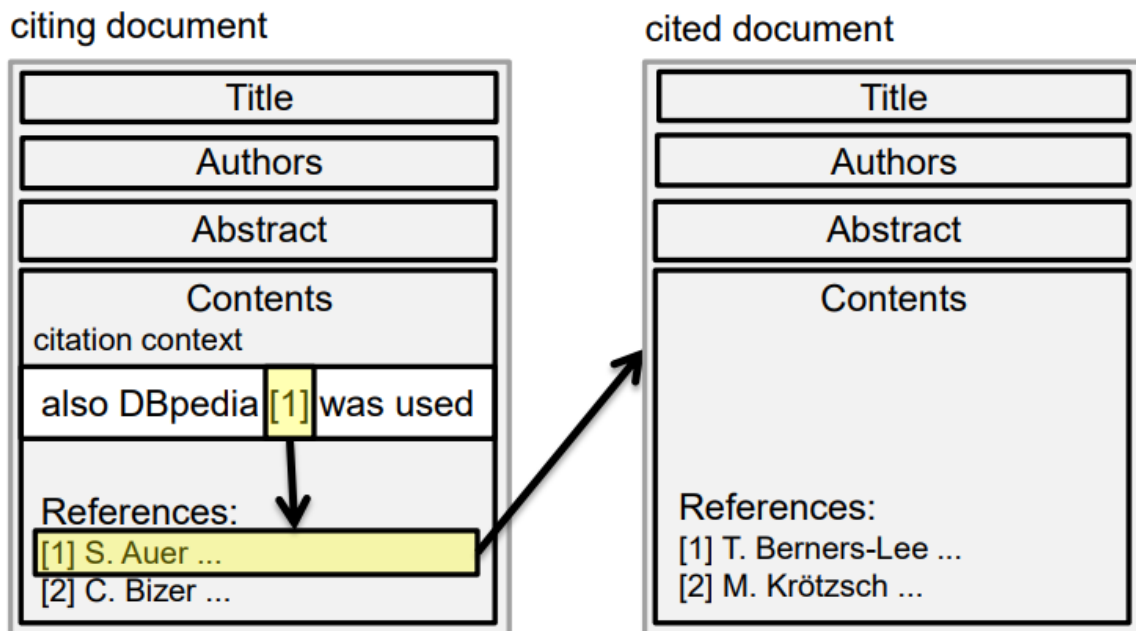 citing document
Title
Authors
Abstract
Contents
citation context
also DBpedia [1] was used
References:
[1] S. Auer ...
[2] C. Bizer ...
cited document
Title
Authors
Abstract
Contents
References:
[1] T. Berners-Lee ...
[2] M. Krötzsch ...